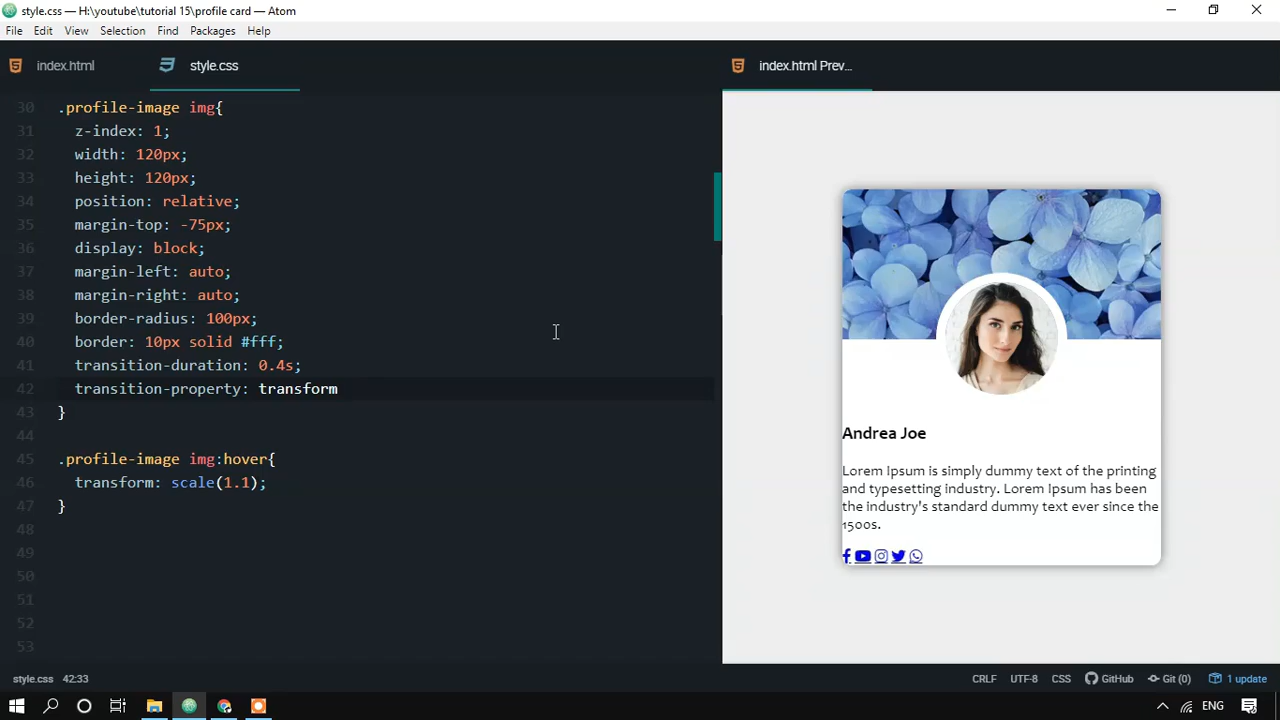 style.css — H:\youtube\tutorial 15\profile card — Atom
File Edit View Selection Find Packages Help
index.html style.css index.html Prev...
30 .profile-image img{
31 z-index: 1;
32 width: 120px;
33 height: 120px;
34 position: relative;
35 margin-top: -75px;
36 display: block;
37 margin-left: auto;
38 margin-right: auto;
39 border-radius: 100px;
40 border: 10px solid #fff;
41 transition-duration: 0.4s;
42 transition-property: transform
43 }
44
45 .profile-image img:hover{
46 transform: scale(1.1);
47 }
48
49
50
51
52
53
Andrea Joe
Lorem Ipsum is simply dummy text of the printing
and typesetting industry. Lorem Ipsum has been
the industry's standard dummy text ever since the
1500s.
style.css 42:33 CRLF UTF-8 CSS GitHub Git (0) 1 update
ENG